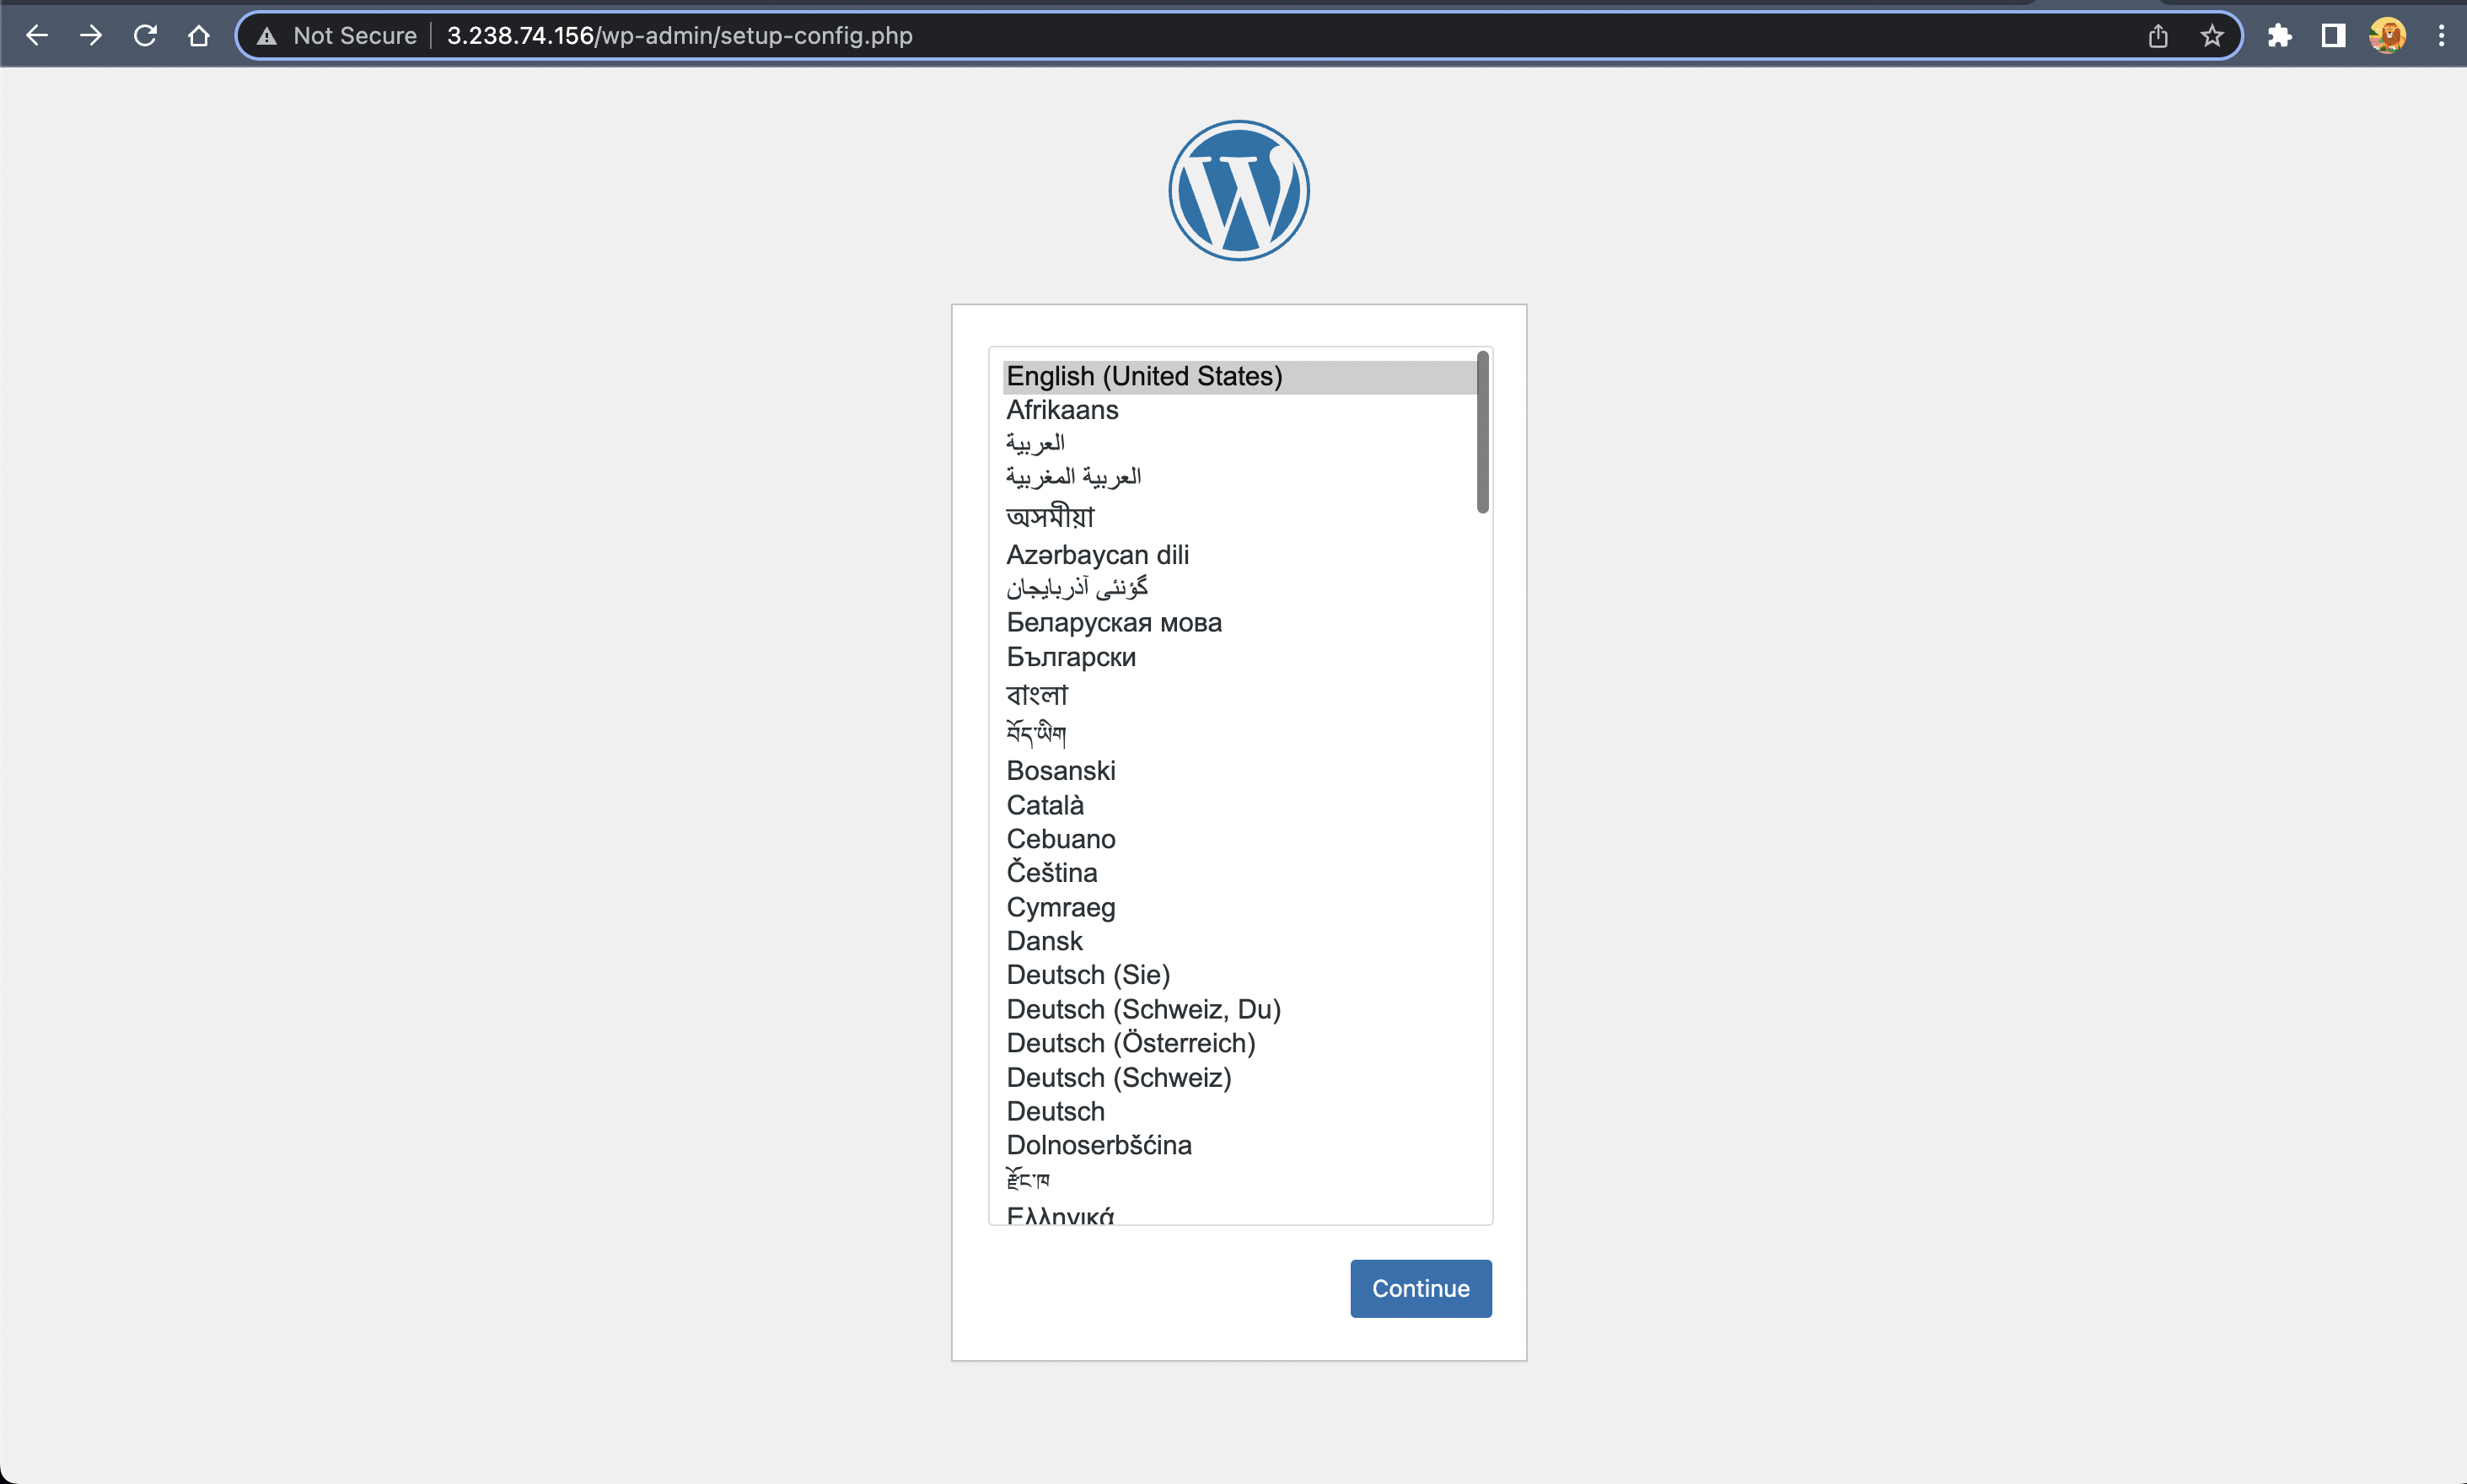 Not Secure 3.238.74.156/wp-admin/setup-config.php
English (United States)
Afrikaans
العربية
العربية المغربية
অসমীয়া
Azərbaycan dili
گؤنئی آذربایجان
Беларуская мова
Български
বাংলা
བོད་ཡིག
Bosanski
Català
Cebuano
Čeština
Cymraeg
Dansk
Deutsch (Sie)
Deutsch (Schweiz, Du)
Deutsch (Österreich)
Deutsch (Schweiz)
Deutsch
Dolnoserbšćina
རྫོང་ཁ
Ελληνικά
Continue